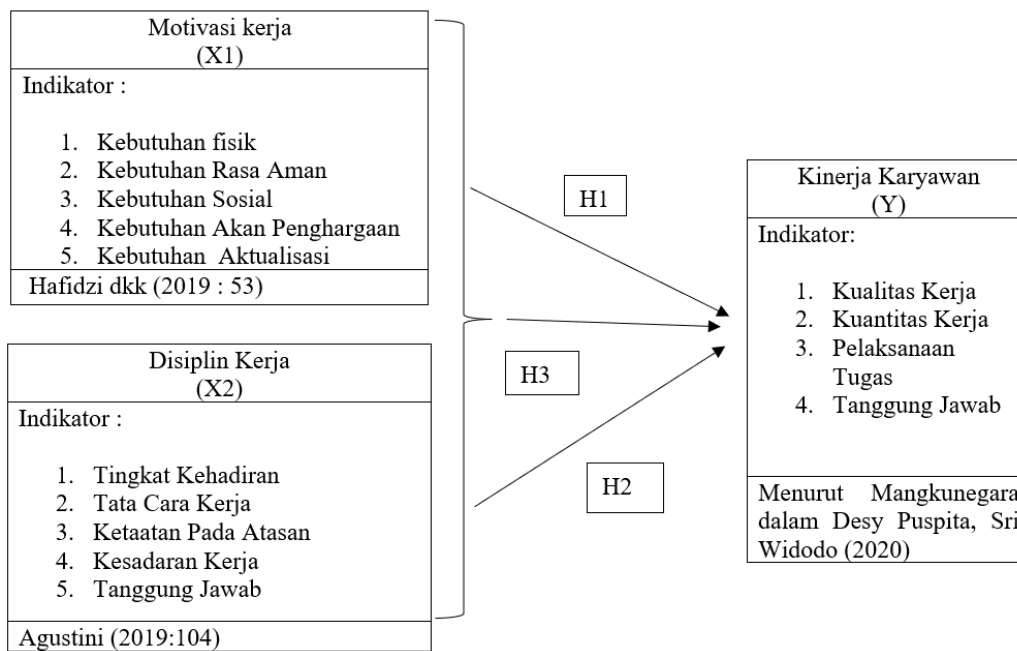 Motivasi kerja
(X1)
Indikator :
1. Kebutuhan fisik
2. Kebutuhan Rasa Aman
3. Kebutuhan Sosial
4. Kebutuhan Akan Penghargaan
5. Kebutuhan Aktualisasi
Hafidzi dkk (2019 : 53)
Disiplin Kerja
(X2)
Indikator :
1. Tingkat Kehadiran
2. Tata Cara Kerja
3. Ketaatan Pada Atasan
4. Kesadaran Kerja
5. Tanggung Jawab
Agustini (2019:104)
H1
H3
H2
Kinerja Karyawan
(Y)
Indikator:
1. Kualitas Kerja
2. Kuantitas Kerja
3. Pelaksanaan
Tugas
4. Tanggung Jawab
Menurut Mangkunegara
dalam Desy Puspita, Sri
Widodo (2020)